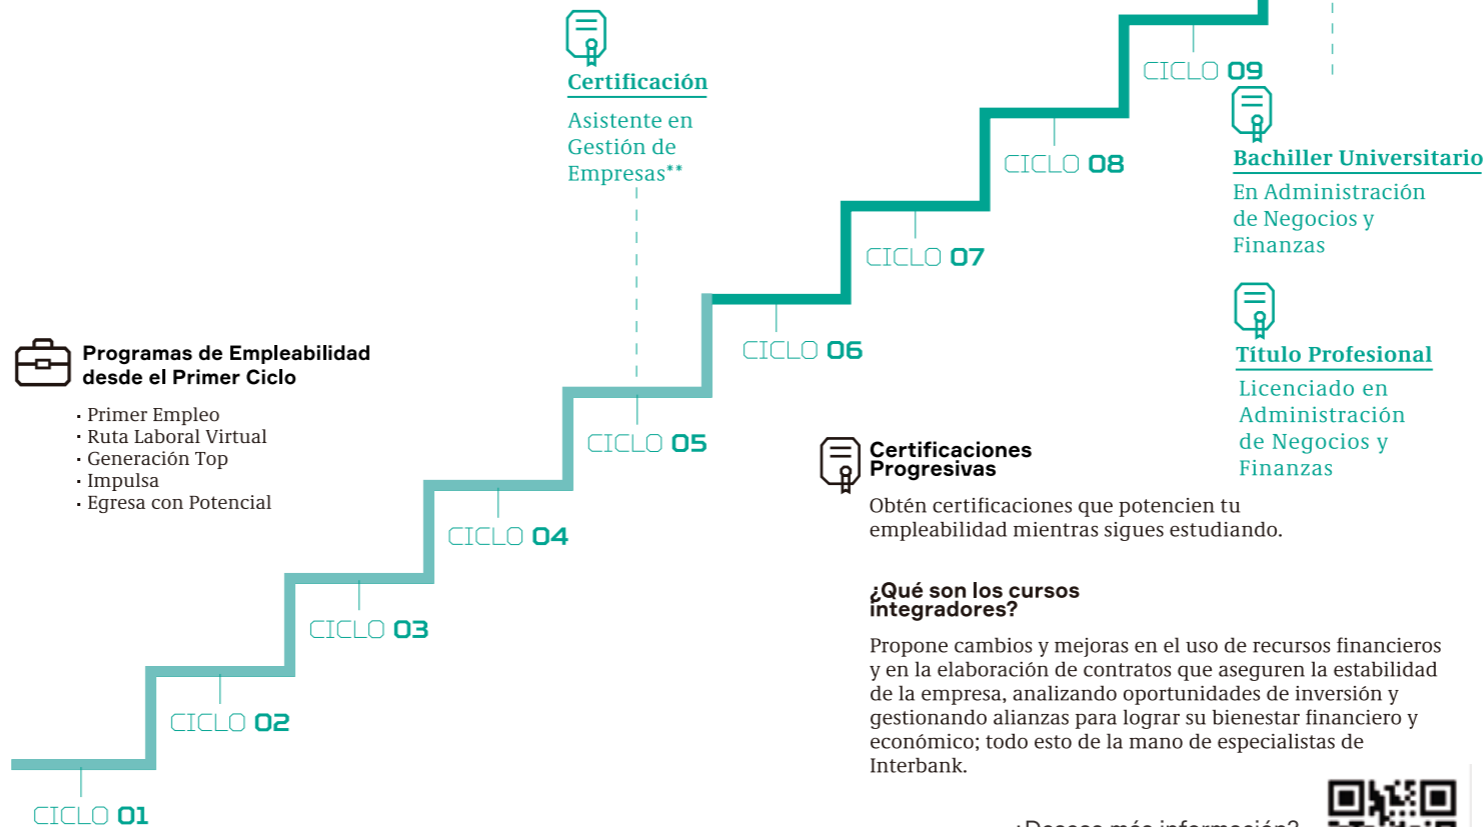 Certificación
Asistente en
Gestión de
Empresas**
CICLO 09
Bachiller Universitario
En Administración
de Negocios y
Finanzas
CICLO 08
CICLO 07
Título Profesional
Licenciado en
Administración
de Negocios y
Finanzas
CICLO 06
Programas de Empleabilidad
desde el Primer Ciclo
· Primer Empleo
· Ruta Laboral Virtual
· Generación Top
· Impulsa
· Egresa con Potencial
CICLO 05
Certificaciones
Progresivas
Obtén certificaciones que potencien tu
empleabilidad mientras sigues estudiando.
CICLO 04
¿Qué son los cursos
integradores?
Propone cambios y mejoras en el uso de recursos financieros
y en la elaboración de contratos que aseguren la estabilidad
de la empresa, analizando oportunidades de inversión y
gestionando alianzas para lograr su bienestar financiero y
económico; todo esto de la mano de especialistas de
Interbank.
CICLO 03
CICLO 02
CICLO 01
¿Deseas más información?